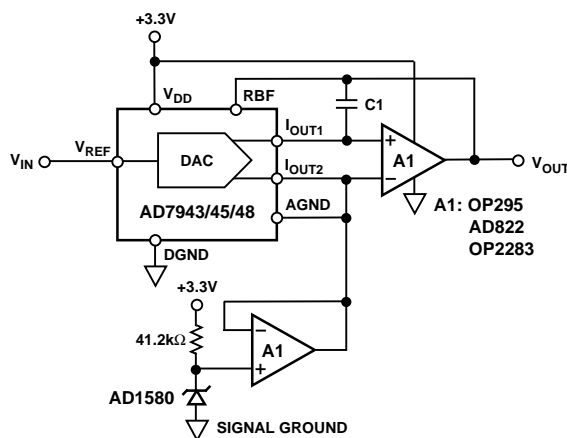 +3.3V
V_DD
RBF
C1
I_OUT1
+
V_IN
V_REF
DAC
A1
V_OUT
I_OUT2
−
AD7943/45/48
AGND
A1: OP295
AD822
OP2283
DGND
+3.3V
41.2kΩ
−
A1
+
AD1580
SIGNAL GROUND